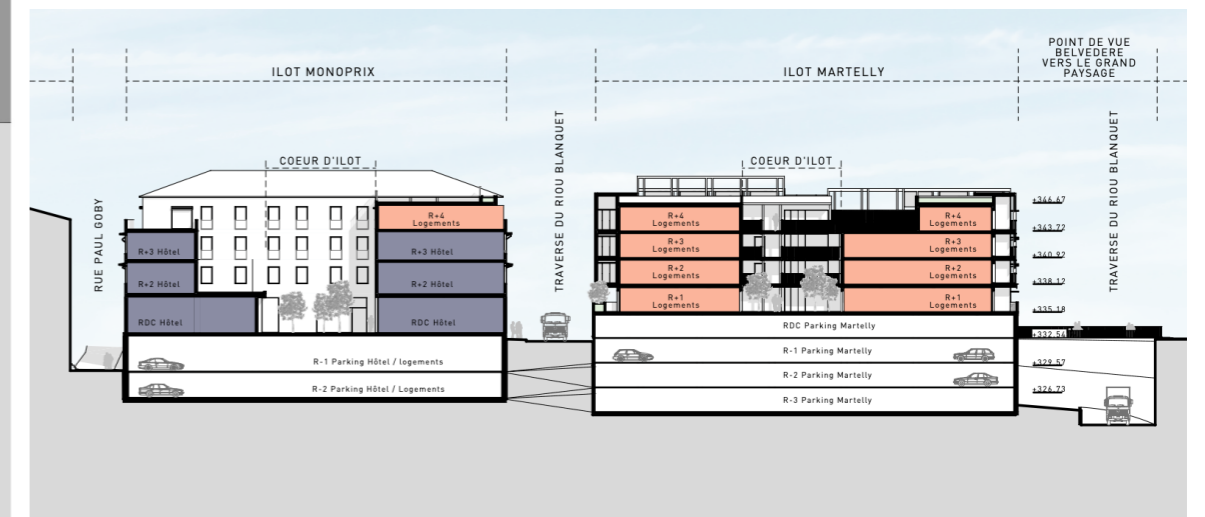 POINT DE VUE
BELVEDERE
VERS LE GRAND
PAYSAGE
ILOT MONOPRIX
ILOT MARTELLY
RUE PAUL GOBY
TRAVERSE DU RIOU BLANQUET
TRAVERSE DU RIOU BLANQUET
COEUR D'ILOT
COEUR D'ILOT
R+4
Logements
R+3 Hôtel
R+3 Hôtel
R+2 Hôtel
R+2 Hôtel
RDC Hôtel
RDC Hôtel
R-1 Parking Hôtel / logements
R-2 Parking Hôtel / Logements
R+4
Logements
R+4
Logements
R+3
Logements
R+3
Logements
R+2
Logements
R+2
Logements
R+1
Logements
R+1
Logements
RDC Parking Martelly
R-1 Parking Martelly
R-2 Parking Martelly
R-3 Parking Martelly
+346.67
+343.72
+340.92
+338.12
+335.18
+332.54
+329.57
+326.73